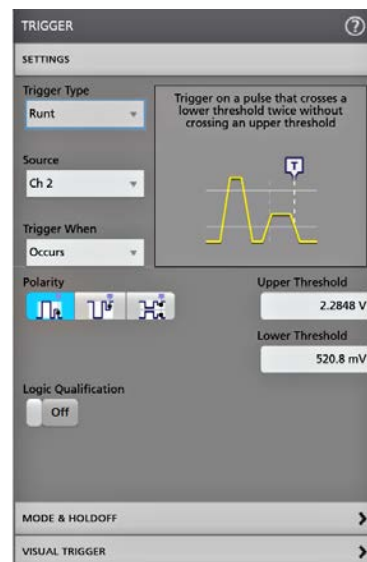 TRIGGER
?
SETTINGS
Trigger Type
Runt
Trigger on a pulse that crosses a
lower threshold twice without
crossing an upper threshold
T
Source
Ch 2
Trigger When
Occurs
Polarity
Upper Threshold
2.2848 V
Lower Threshold
520.8 mV
Logic Qualification
Off
MODE & HOLDOFF
VISUAL TRIGGER